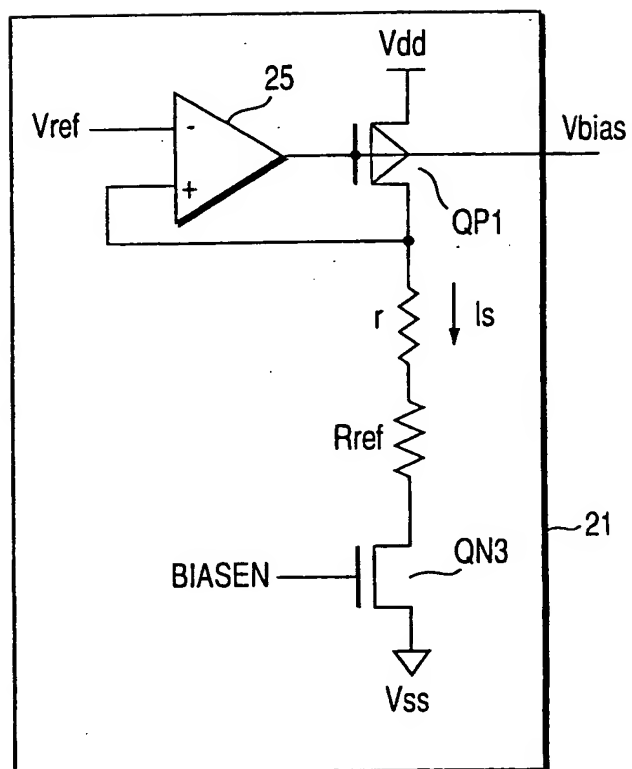 Vdd
25
Vref
-
Vbias
+
QP1
r
Is
Rref
21
BIASEN
QN3
Vss